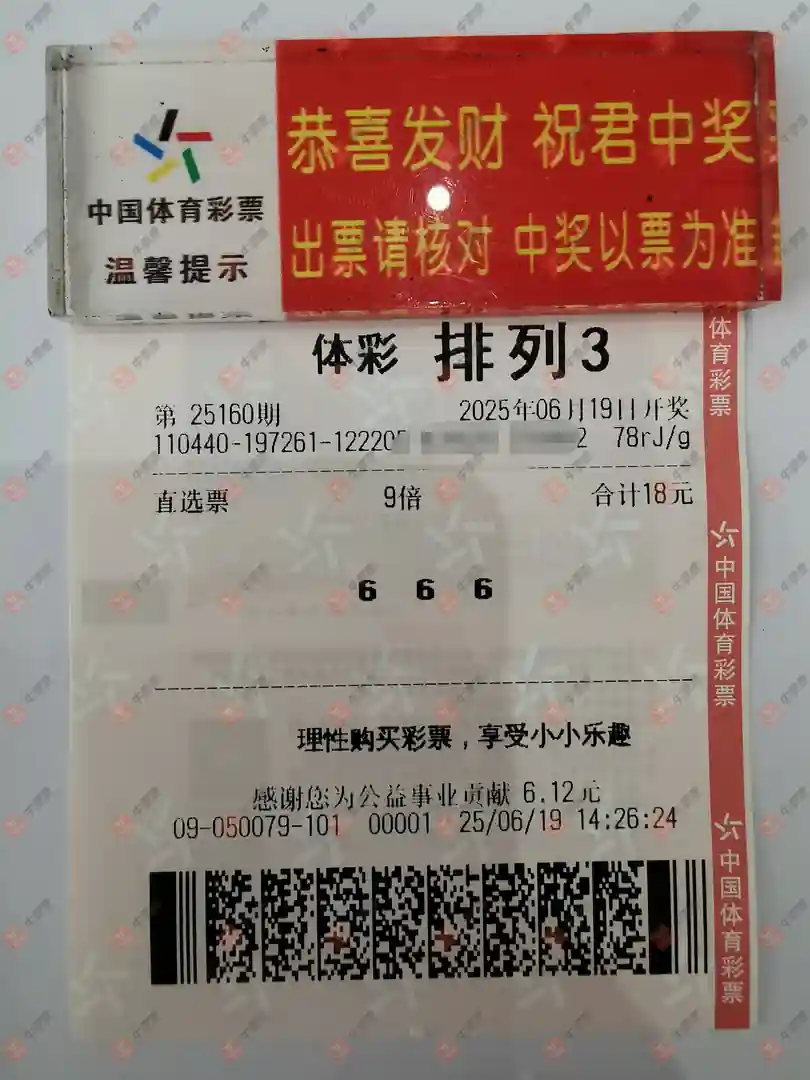 恭喜发财 祝君中奖
中国体育彩票
出票请核对 中奖以票为准
温馨提示
体彩 排列3
第 25160期 2025年06月19日开奖
110440-197261-12220 2 78rJ/g
直选票 9倍 合计18元
6 6 6
理性购买彩票，享受小小乐趣
感谢您为公益事业贡献 6.12元
09-050079-101 00001 25/06/19 14:26:24
体育彩票
中国体育彩票
中国体育彩票